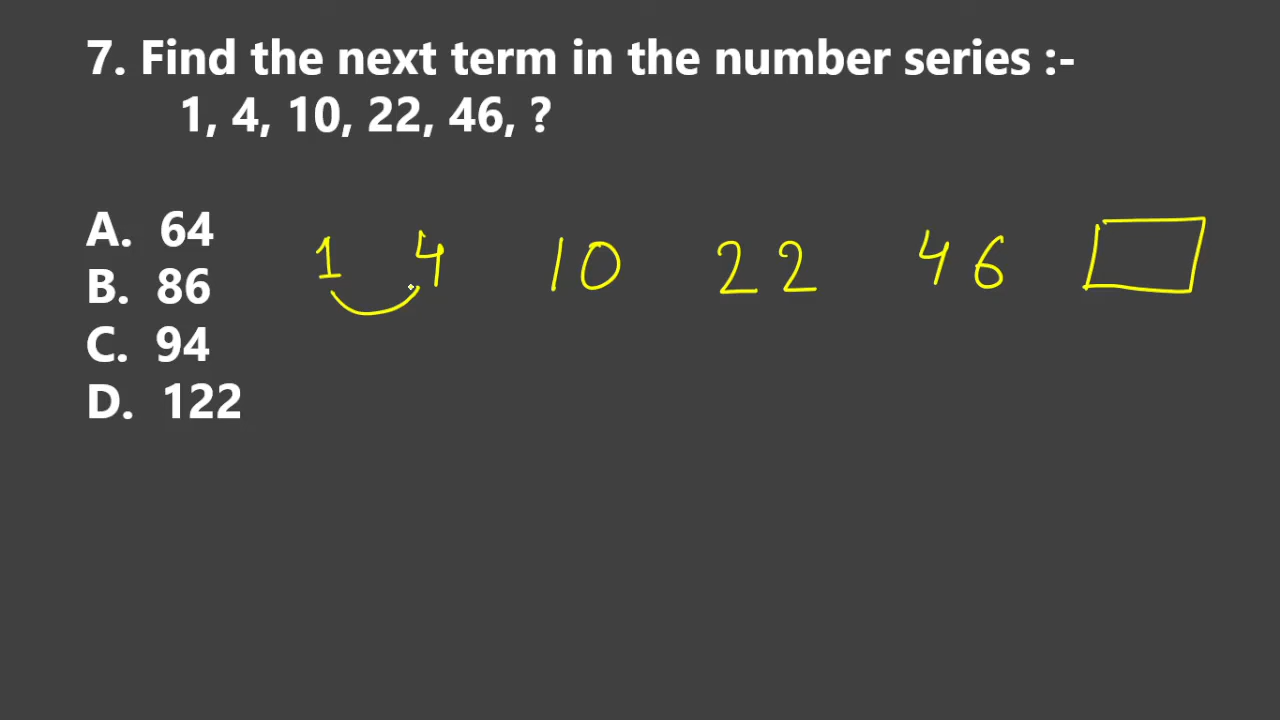 7. Find the next term in the number series :-
1, 4, 10, 22, 46, ?
A. 64
B. 86
C. 94
D. 122
1 4 10 22 46